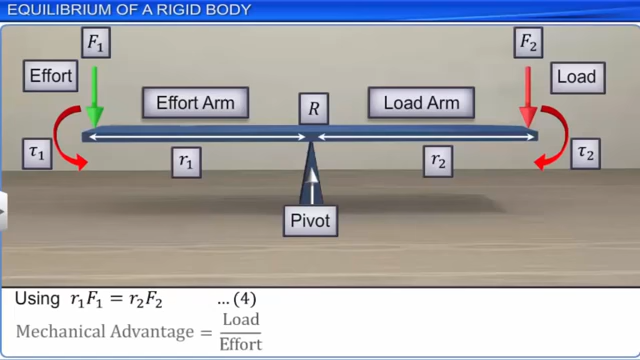 EQUILIBRIUM OF A RIGID BODY
F₁
F₂
Effort
Load
Effort Arm
R
Load Arm
τ₁
r₁
r₂
τ₂
Pivot
Using r₁F₁ = r₂F₂ ...(4)
Mechanical Advantage = Load/Effort